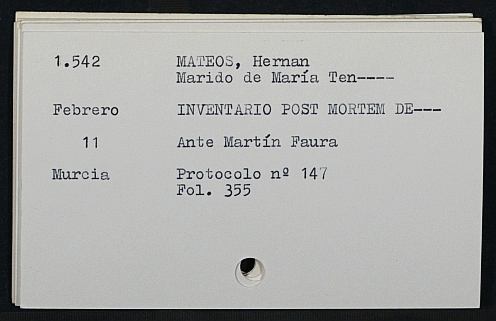 1.542 MATEOS, Hernan
Marido de María Ten----
Febrero INVENTARIO POST MORTEM DE---
11 Ante Martín Faura
Murcia Protocolo nº 147
Fol. 355